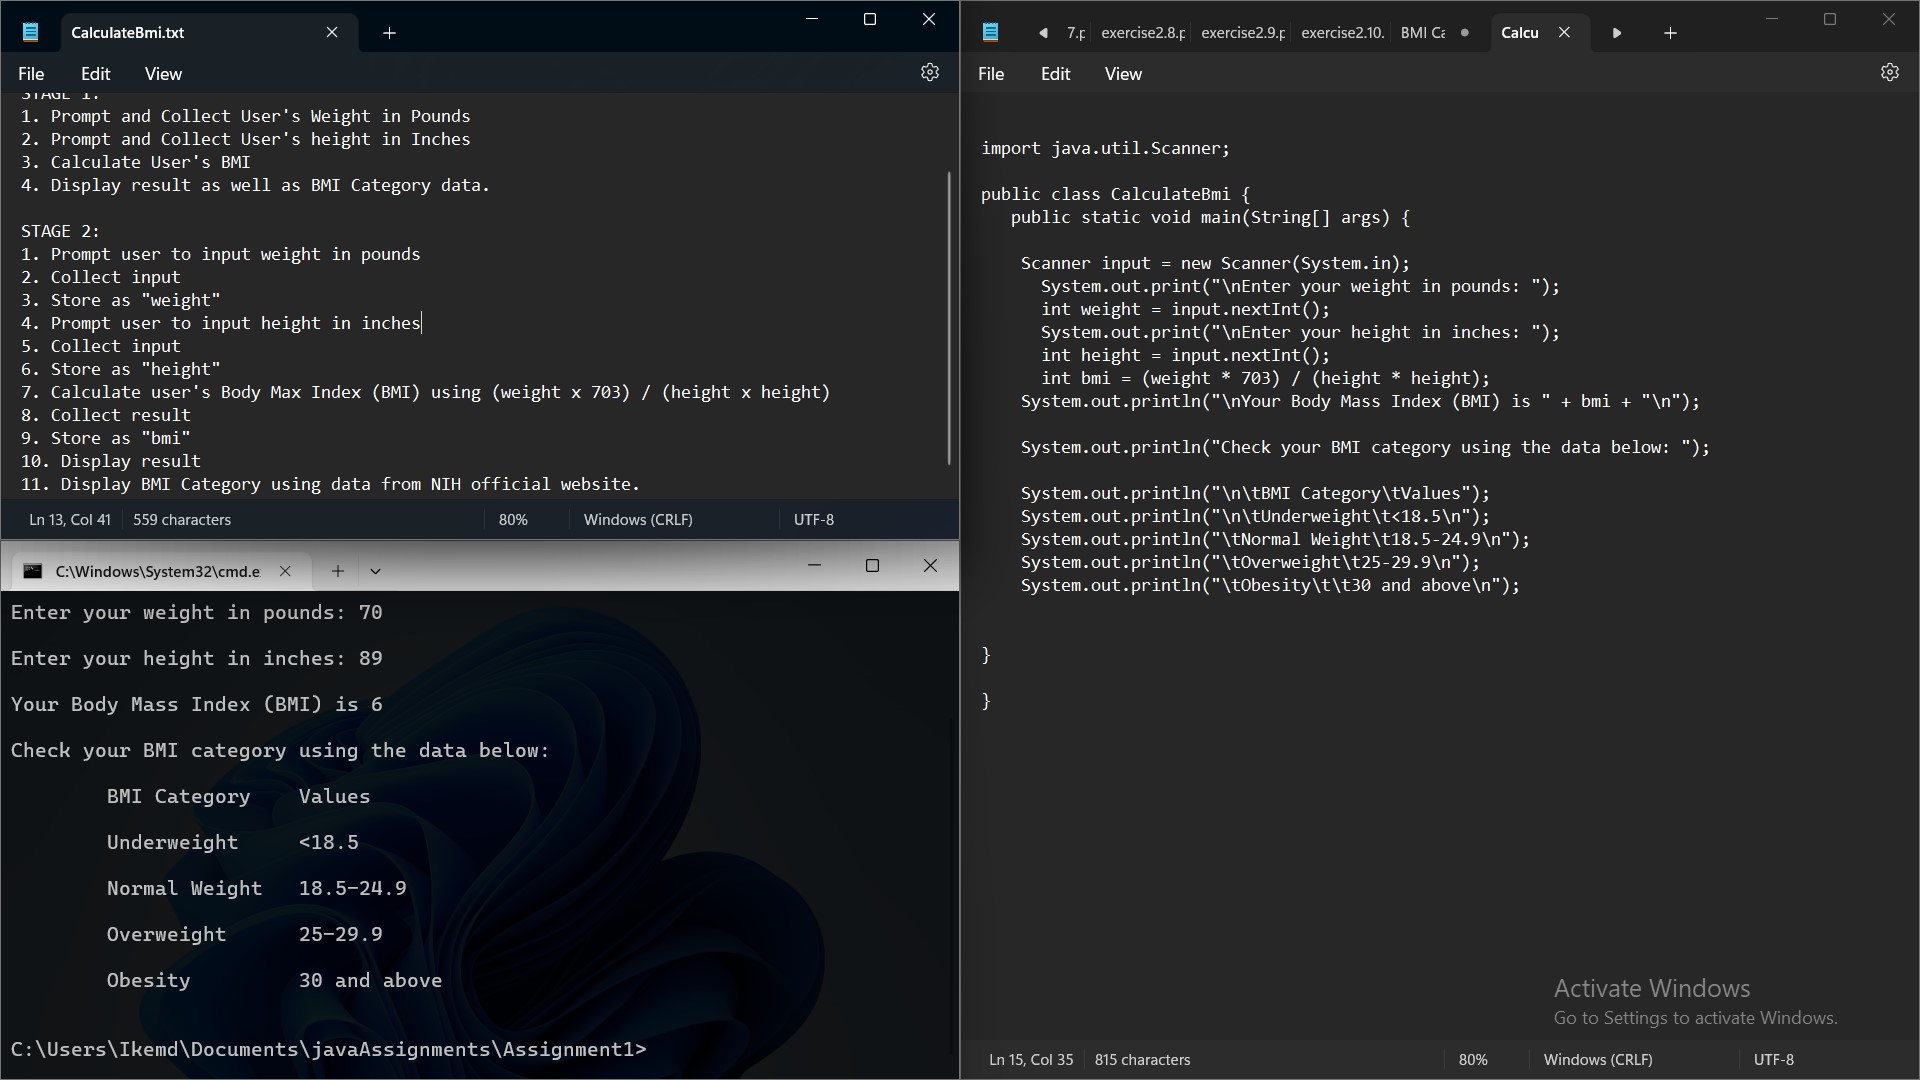 CalculateBmi.txt
File Edit View
STAGE 1:
1. Prompt and Collect User's Weight in Pounds
2. Prompt and Collect User's height in Inches
3. Calculate User's BMI
4. Display result as well as BMI Category data.
STAGE 2:
1. Prompt user to input weight in pounds
2. Collect input
3. Store as "weight"
4. Prompt user to input height in inches
5. Collect input
6. Store as "height"
7. Calculate user's Body Max Index (BMI) using (weight x 703) / (height x height)
8. Collect result
9. Store as "bmi"
10. Display result
11. Display BMI Category using data from NIH official website.
Ln 13, Col 41 559 characters 80% Windows (CRLF) UTF-8
C:\Windows\System32\cmd.e
Enter your weight in pounds: 70
Enter your height in inches: 89
Your Body Mass Index (BMI) is 6
Check your BMI category using the data below:
BMI Category Values
Underweight <18.5
Normal Weight 18.5-24.9
Overweight 25-29.9
Obesity 30 and above
C:\Users\Ikemd\Documents\javaAssignments\Assignment1>
7.p exercise2.8.p exercise2.9.p exercise2.10. BMI Ca Calcu
File Edit View
import java.util.Scanner;
public class CalculateBmi {
public static void main(String[] args) {
Scanner input = new Scanner(System.in);
System.out.print("\nEnter your weight in pounds: ");
int weight = input.nextInt();
System.out.print("\nEnter your height in inches: ");
int height = input.nextInt();
int bmi = (weight * 703) / (height * height);
System.out.println("\nYour Body Mass Index (BMI) is " + bmi + "\n");
System.out.println("Check your BMI category using the data below: ");
System.out.println("\n\tBMI Category\tValues");
System.out.println("\n\tUnderweight\t<18.5\n");
System.out.println("\tNormal Weight\t18.5-24.9\n");
System.out.println("\tOverweight\t25-29.9\n");
System.out.println("\tObesity\t\t30 and above\n");
}
}
Activate Windows
Go to Settings to activate Windows.
Ln 15, Col 35 815 characters 80% Windows (CRLF) UTF-8